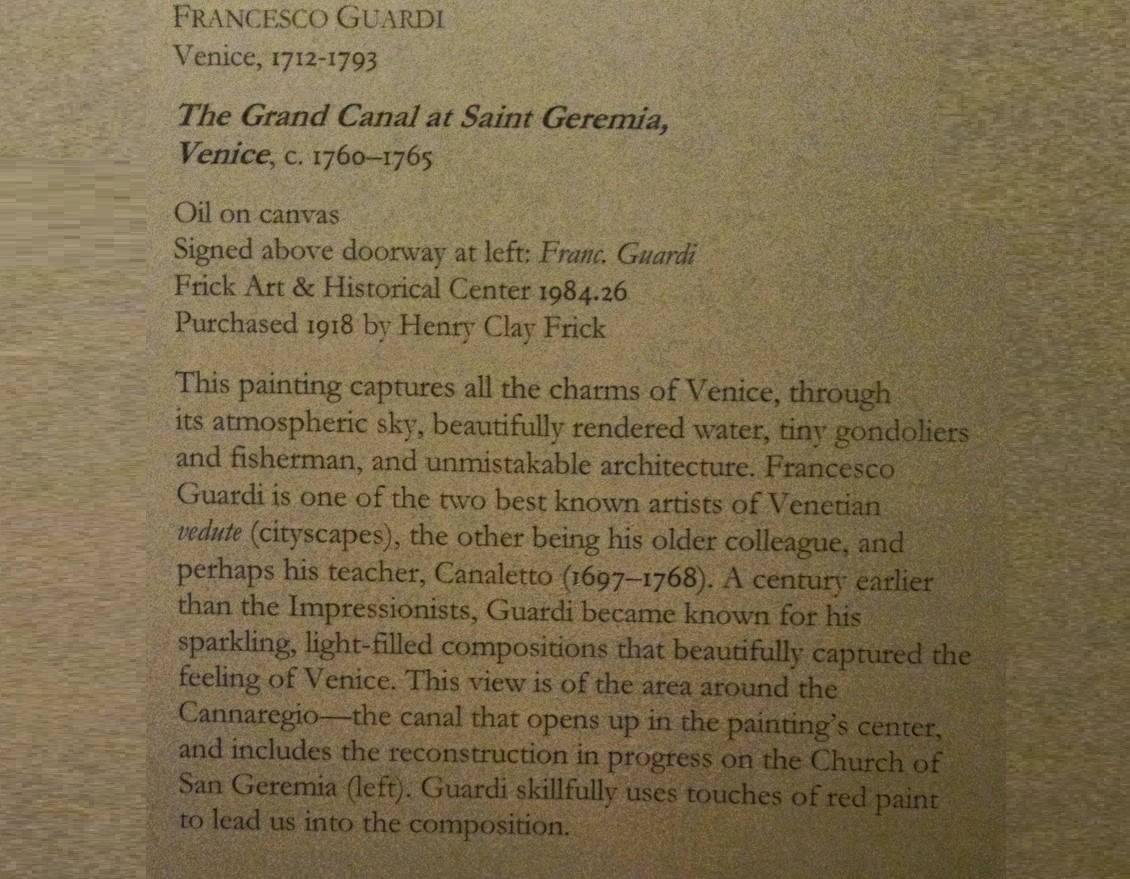 FRANCESCO GUARDI
Venice, 1712-1793
The Grand Canal at Saint Geremia,
Venice, c. 1760–1765
Oil on canvas
Signed above doorway at left: Franc. Guardi
Frick Art & Historical Center 1984.26
Purchased 1918 by Henry Clay Frick
This painting captures all the charms of Venice, through
its atmospheric sky, beautifully rendered water, tiny gondoliers
and fisherman, and unmistakable architecture. Francesco
Guardi is one of the two best known artists of Venetian
vedute (cityscapes), the other being his older colleague, and
perhaps his teacher, Canaletto (1697–1768). A century earlier
than the Impressionists, Guardi became known for his
sparkling, light-filled compositions that beautifully captured the
feeling of Venice. This view is of the area around the
Cannaregio—the canal that opens up in the painting's center,
and includes the reconstruction in progress on the Church of
San Geremia (left). Guardi skillfully uses touches of red paint
to lead us into the composition.